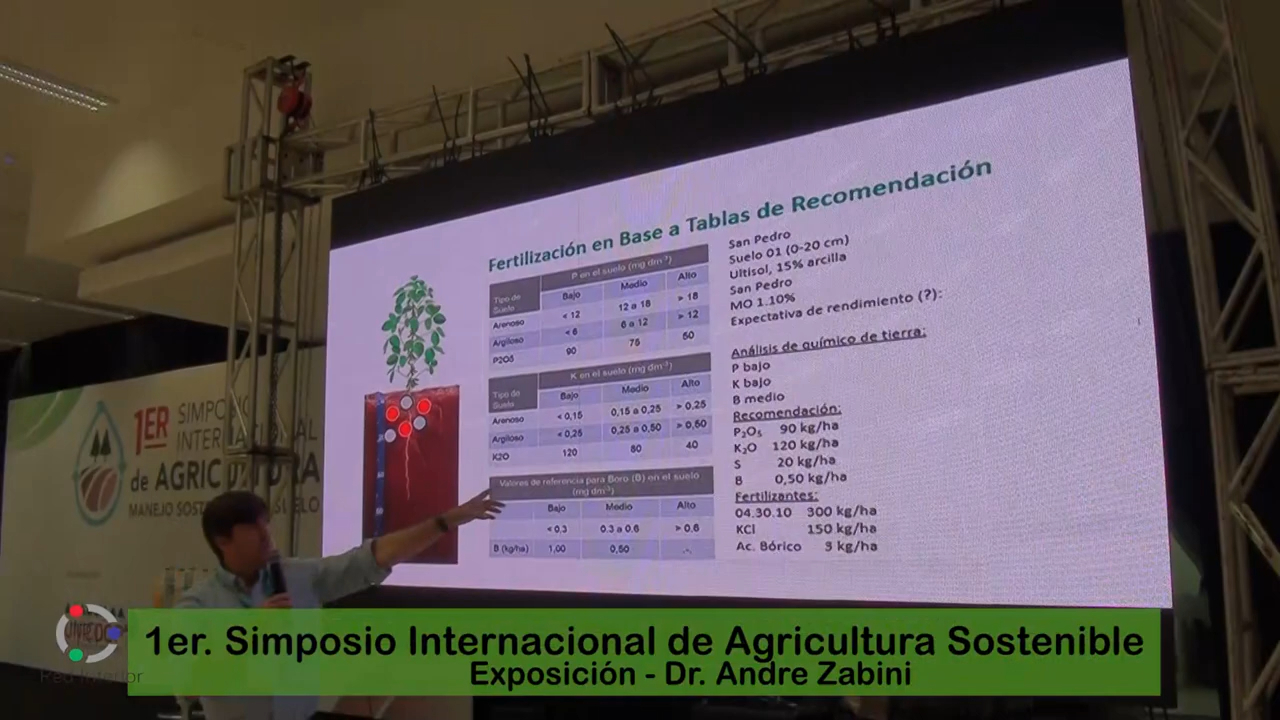 Fertilización en Base a Tablas de Recomendación
P en el suelo (mg dm⁻³)
Tipo de Suelo Bajo Medio Alto
Arenoso < 12 12 a 18 > 18
Argiloso < 6 6 a 12 > 12
P2O5 90 75 50
K en el suelo (mg dm⁻³)
Tipo de Suelo Bajo Medio Alto
Arenoso < 0,15 0,15 a 0,25 > 0,25
Argiloso < 0,25 0,25 a 0,50 > 0,50
K2O 120 80 40
Valores de referencia para Boro (B) en el suelo
(mg dm⁻³)
Bajo Medio Alto
< 0.3 0.3 a 0.6 > 0.6
B (kg/ha) 1,00 0,50 -.
San Pedro
Suelo 01 (0-20 cm)
Ultisol, 15% arcilla
San Pedro
MO 1.10%
Expectativa de rendimiento (?):
Análisis de químico de tierra:
P bajo
K bajo
B medio
Recomendación:
P₂O₅ 90 kg/ha
K₂O 120 kg/ha
S 20 kg/ha
B 0,50 kg/ha
Fertilizantes:
04.30.10 300 kg/ha
KCl 150 kg/ha
Ac. Bórico 3 kg/ha
1ER SIMPOSIO
INTERNACIONAL
de AGRICULTURA
MANEJO SOST SUELO
1er. Simposio Internacional de Agricultura Sostenible
Exposición - Dr. Andre Zabini
Red Interior